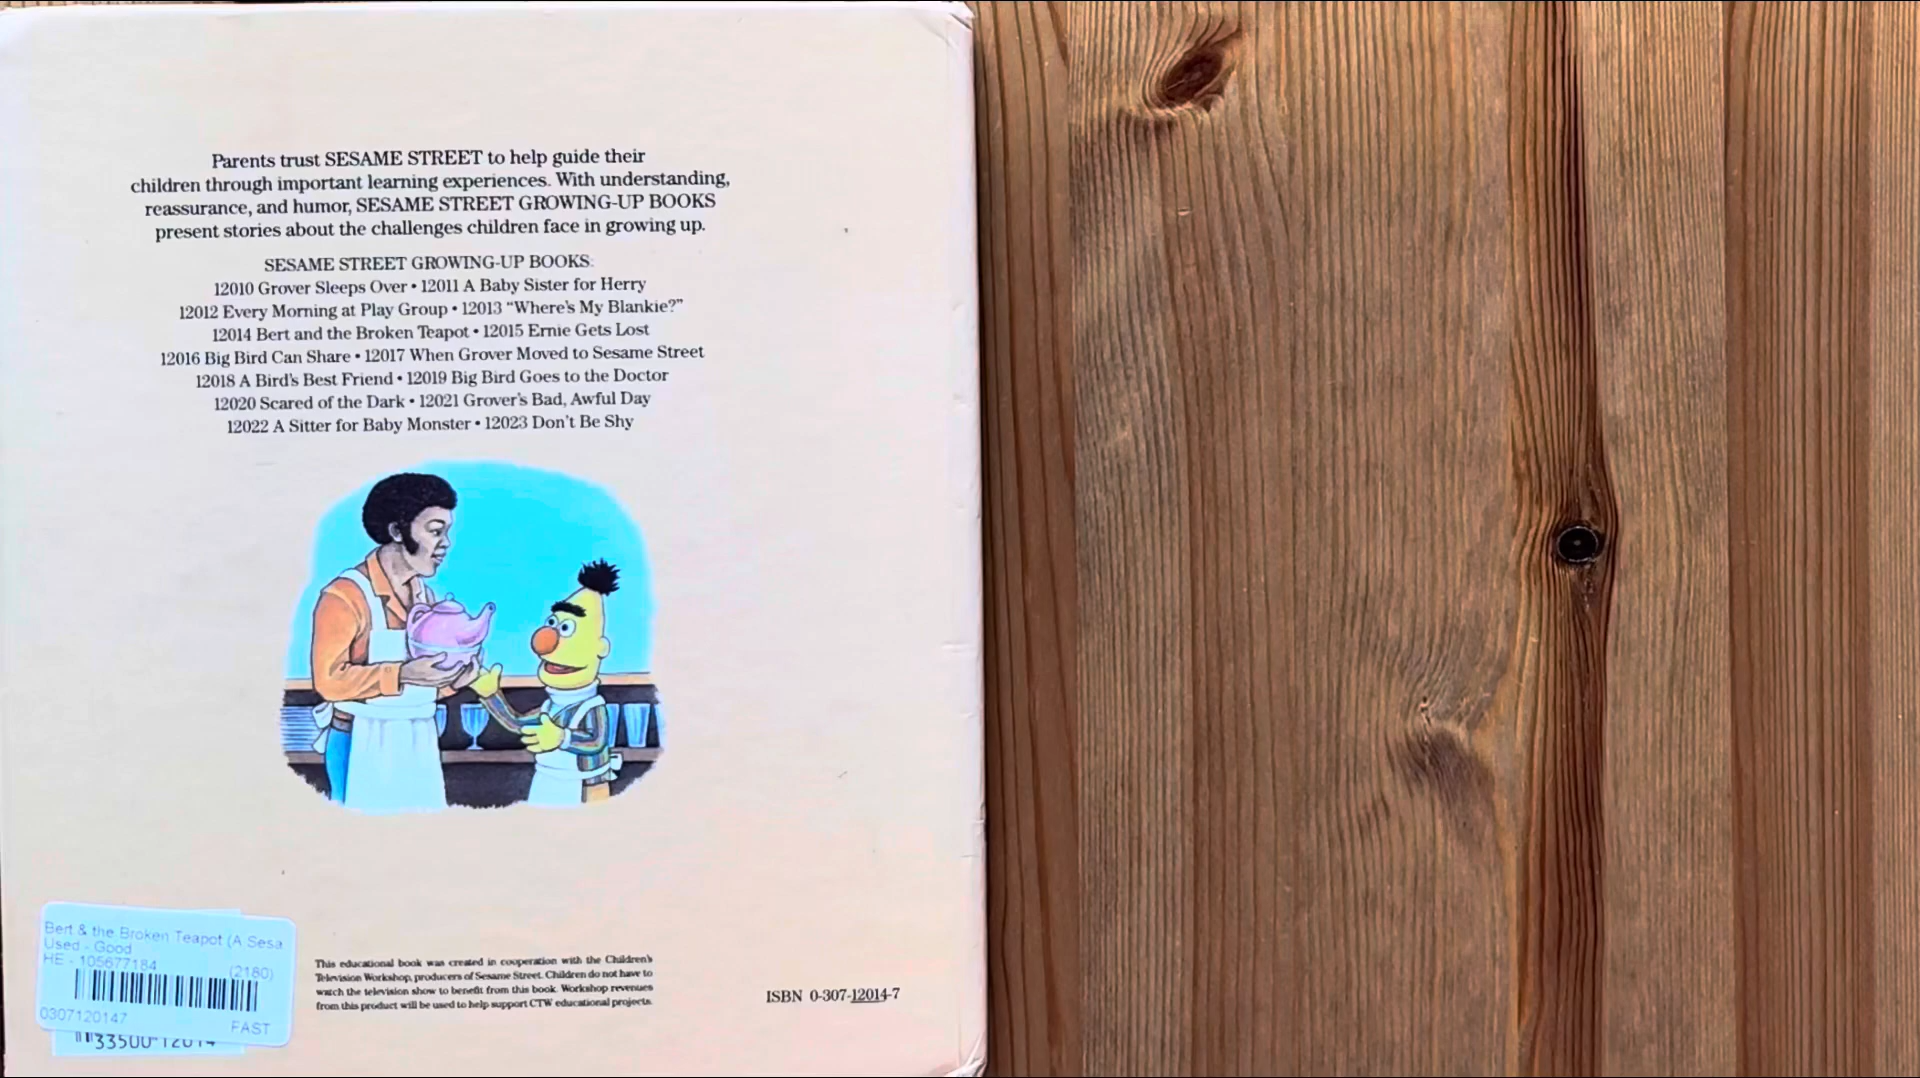 Parents trust SESAME STREET to help guide their
children through important learning experiences. With understanding,
reassurance, and humor, SESAME STREET GROWING-UP BOOKS
present stories about the challenges children face in growing up.
SESAME STREET GROWING-UP BOOKS:
12010 Grover Sleeps Over • 12011 A Baby Sister for Herry
12012 Every Morning at Play Group • 12013 “Where’s My Blankie?”
12014 Bert and the Broken Teapot • 12015 Ernie Gets Lost
12016 Big Bird Can Share • 12017 When Grover Moved to Sesame Street
12018 A Bird’s Best Friend • 12019 Big Bird Goes to the Doctor
12020 Scared of the Dark • 12021 Grover’s Bad, Awful Day
12022 A Sitter for Baby Monster • 12023 Don’t Be Shy
Bert & the Broken Teapot (A Sesa
Used - Good
HE - 105677184 (2180)
0307120147 FAST
33500 12014
This educational book was created in cooperation with the Children’s
Television Workshop, producers of Sesame Street. Children do not have to
watch the television show to benefit from this book. Workshop revenues
from this product will be used to help support CTW educational projects.
ISBN 0-307-12014-7